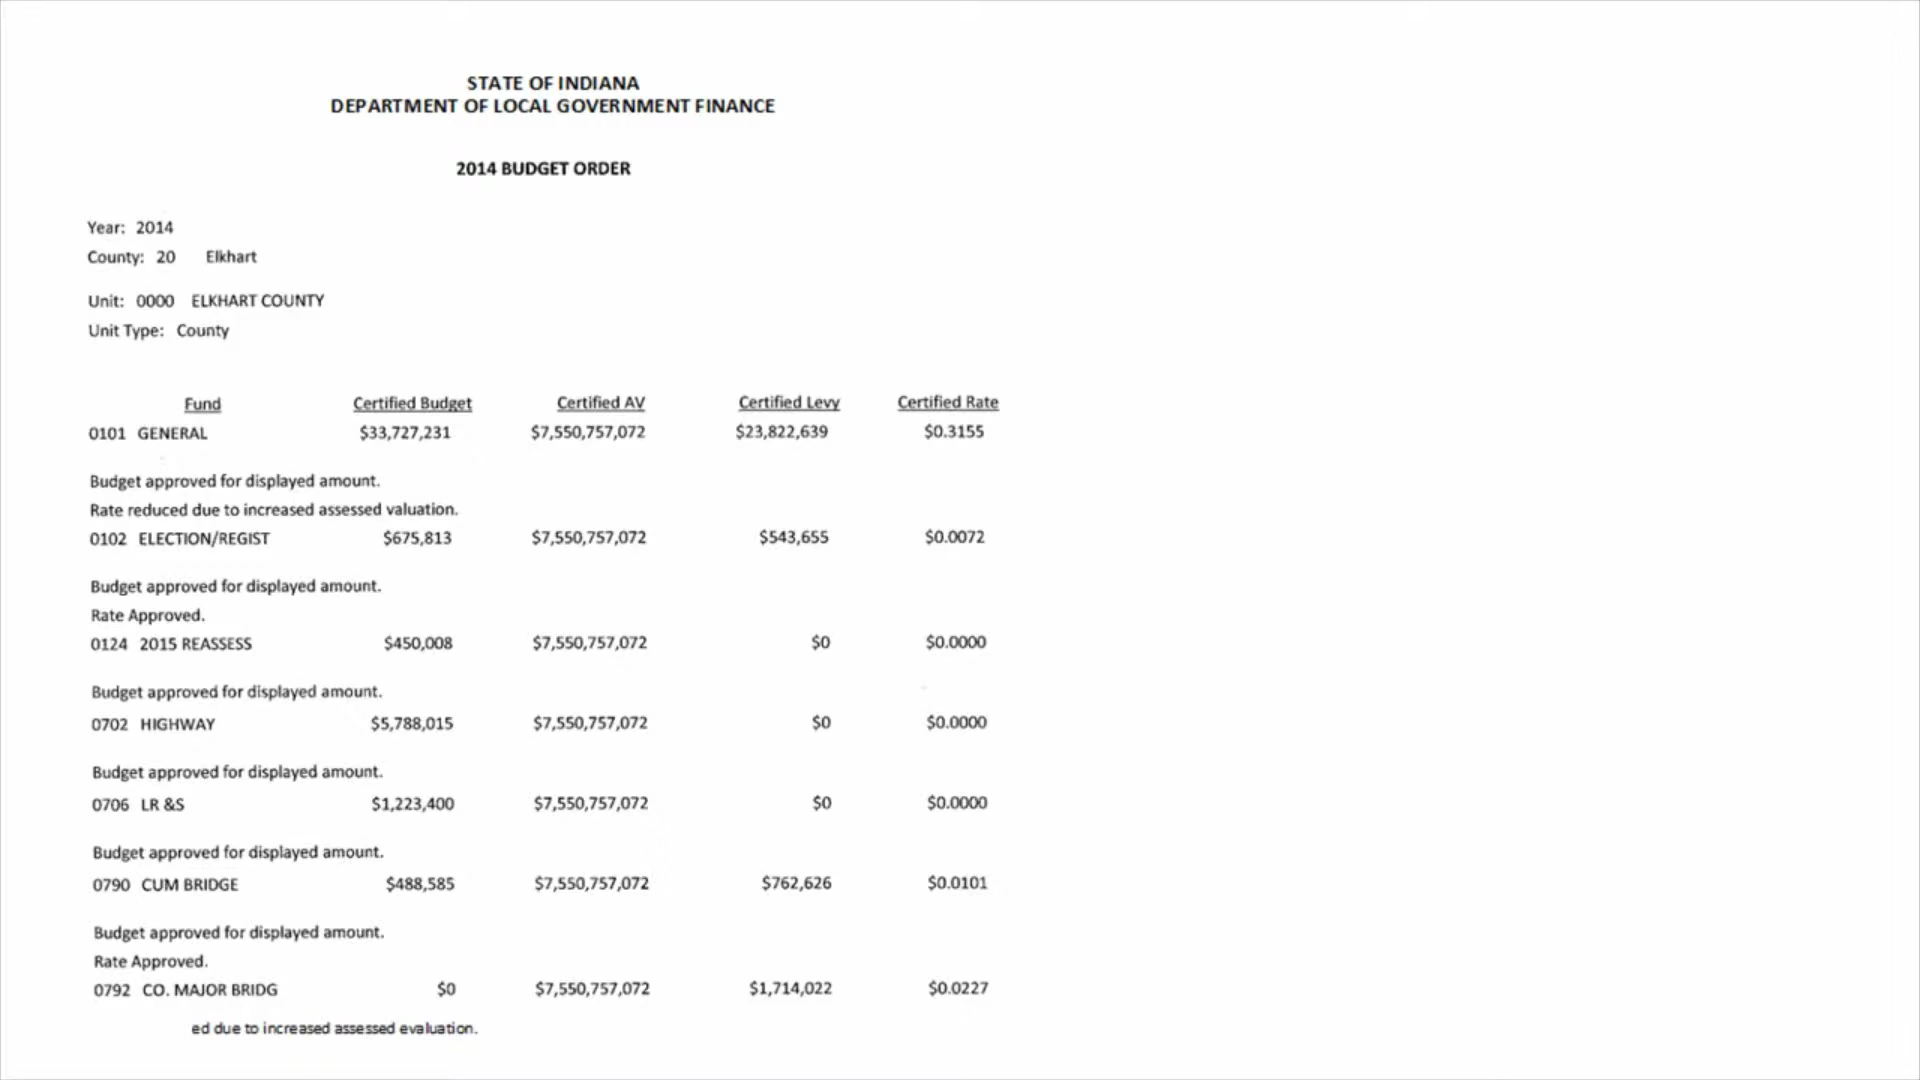 STATE OF INDIANA
DEPARTMENT OF LOCAL GOVERNMENT FINANCE
2014 BUDGET ORDER
Year: 2014
County: 20 Elkhart
Unit: 0000 ELKHART COUNTY
Unit Type: County
Fund Certified Budget Certified AV Certified Levy Certified Rate
0101 GENERAL $33,727,231 $7,550,757,072 $23,822,639 $0.3155
Budget approved for displayed amount.
Rate reduced due to increased assessed valuation.
0102 ELECTION/REGIST $675,813 $7,550,757,072 $543,655 $0.0072
Budget approved for displayed amount.
Rate Approved.
0124 2015 REASSESS $450,008 $7,550,757,072 $0 $0.0000
Budget approved for displayed amount.
0702 HIGHWAY $5,788,015 $7,550,757,072 $0 $0.0000
Budget approved for displayed amount.
0706 LR &S $1,223,400 $7,550,757,072 $0 $0.0000
Budget approved for displayed amount.
0790 CUM BRIDGE $488,585 $7,550,757,072 $762,626 $0.0101
Budget approved for displayed amount.
Rate Approved.
0792 CO. MAJOR BRIDG $0 $7,550,757,072 $1,714,022 $0.0227
ed due to increased assessed evaluation.